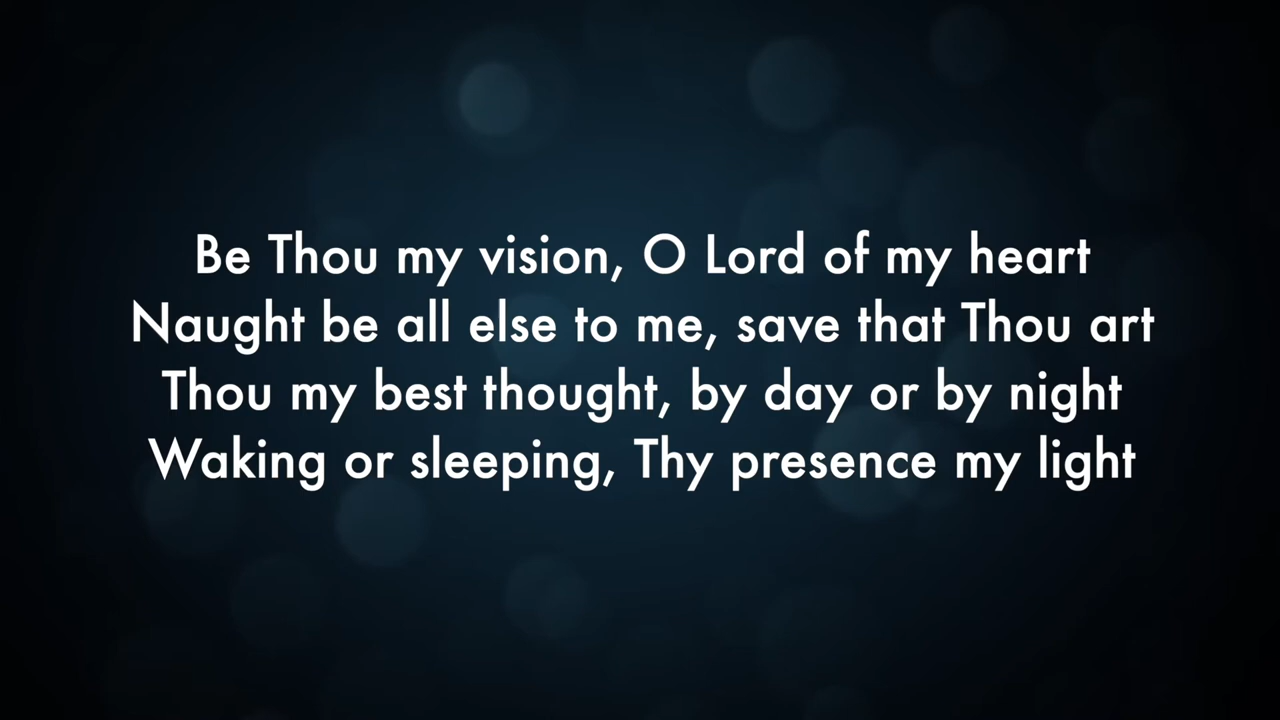 Be Thou my vision, O Lord of my heart
Naught be all else to me, save that Thou art
Thou my best thought, by day or by night
Waking or sleeping, Thy presence my light